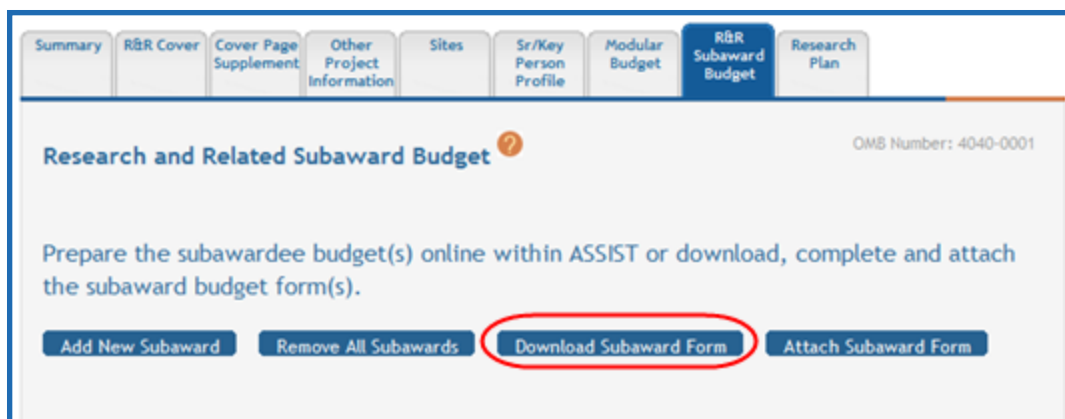 Summary
R&R Cover
Cover Page
Supplement
Other
Project
Information
Sites
Sr/Key
Person
Profile
Modular
Budget
R&R
Subaward
Budget
Research
Plan
Research and Related Subaward Budget ?
OMB Number: 4040-0001
Prepare the subawardee budget(s) online within ASSIST or download, complete and attach
the subaward budget form(s).
Add New Subaward
Remove All Subawards
Download Subaward Form
Attach Subaward Form